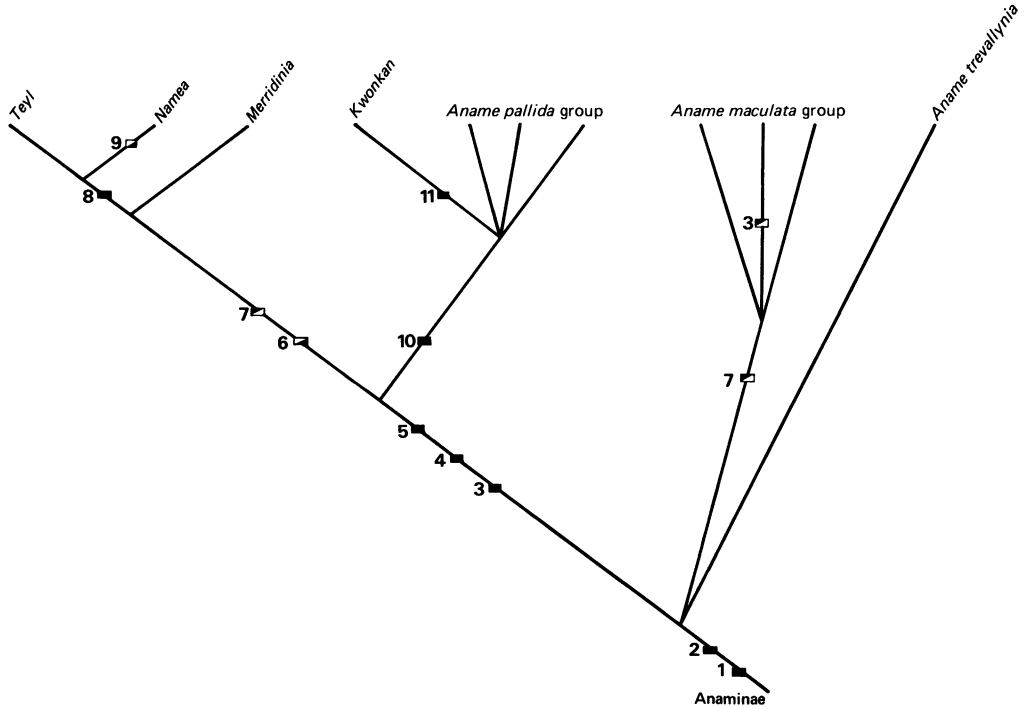 Teyl
Namea
Merridinia
Kwonkan
Aname pallida group
Aname maculata group
Aname trevallynia
9
8
11
3
7
6
10
7
5
4
3
2
1
Anaminae